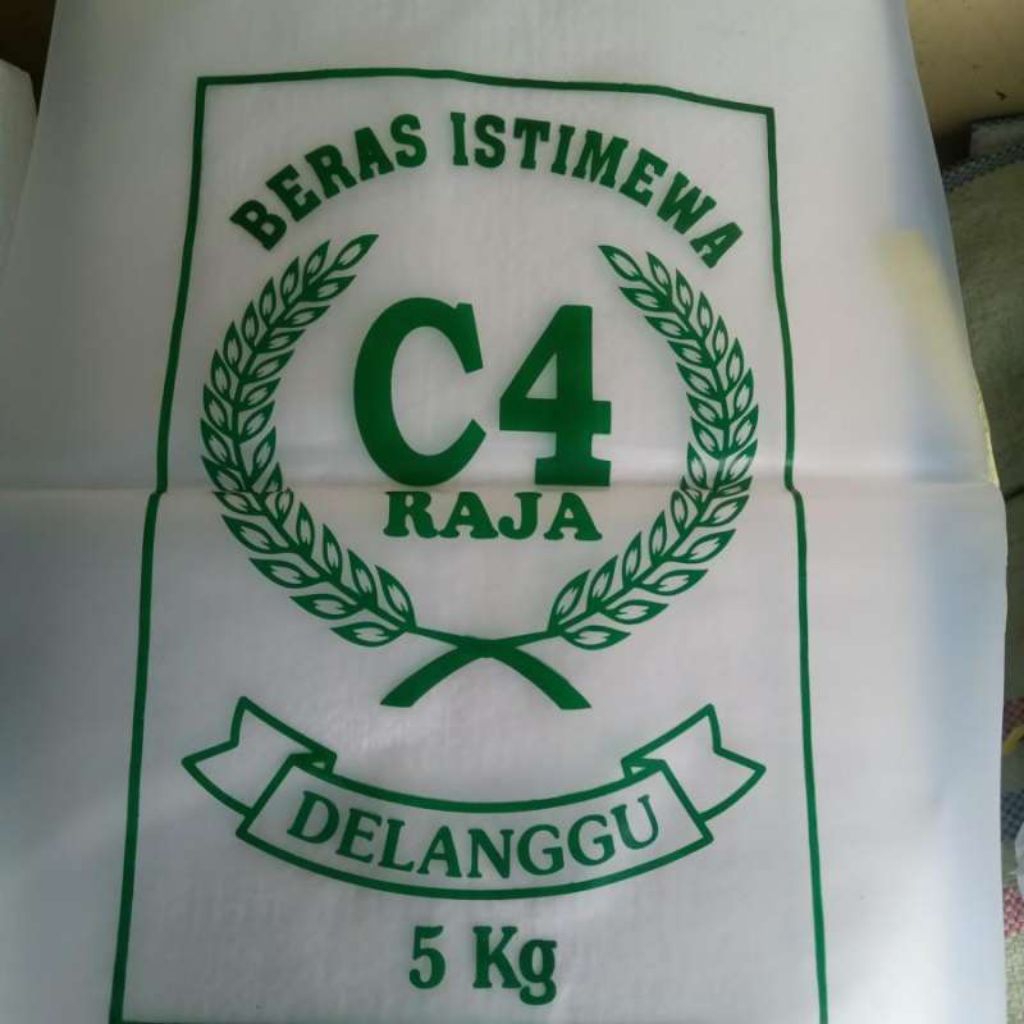 BERAS ISTIMEWA
C4
RAJA
DELANGGU
5 Kg